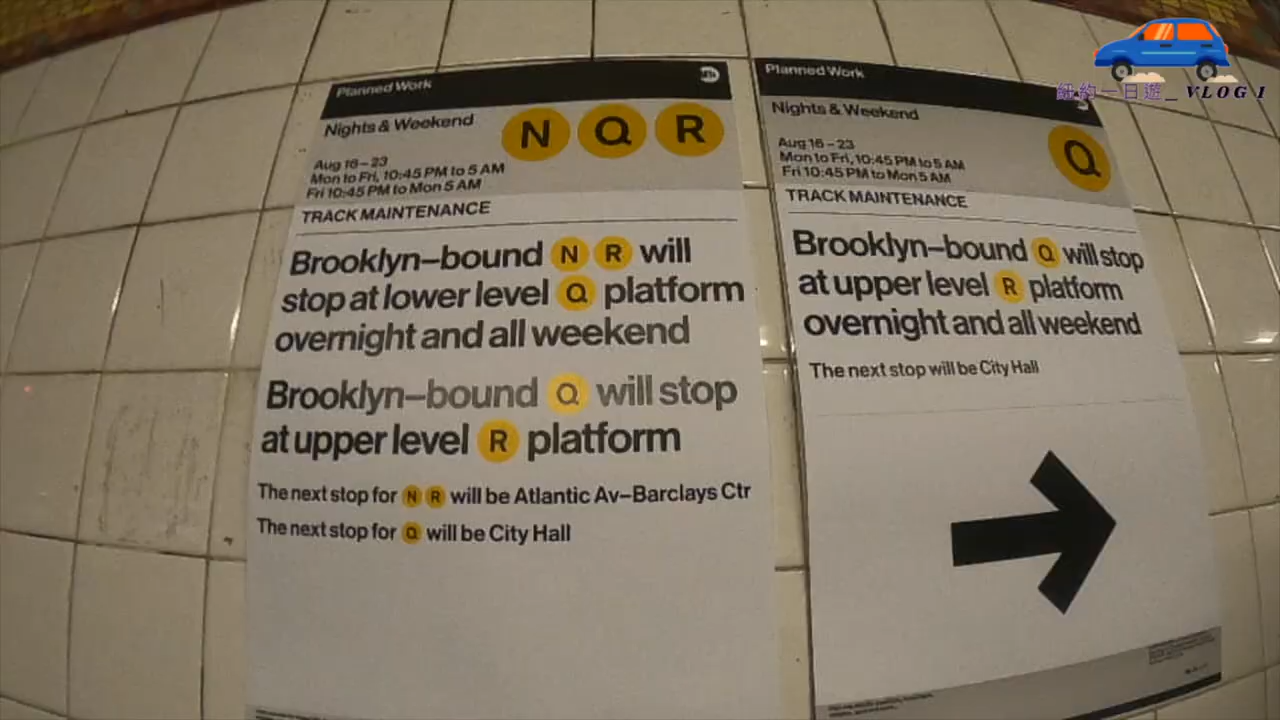 Planned Work
MTA
Nights & Weekend
N Q R
Aug 16–23
Mon to Fri, 10:45 PM to 5 AM
Fri 10:45 PM to Mon 5 AM
TRACK MAINTENANCE
Brooklyn–bound N R will
stop at lower level Q platform
overnight and all weekend
Brooklyn–bound Q will stop
at upper level R platform
The next stop for N R will be Atlantic Av–Barclays Ctr
The next stop for Q will be City Hall
Planned Work
Nights & Weekend
Q
Aug 16–23
Mon to Fri, 10:45 PM to 5 AM
Fri 10:45 PM to Mon 5 AM
TRACK MAINTENANCE
Brooklyn–bound Q will stop
at upper level R platform
overnight and all weekend
The next stop will be City Hall
紐約一日遊_ VLOG 1